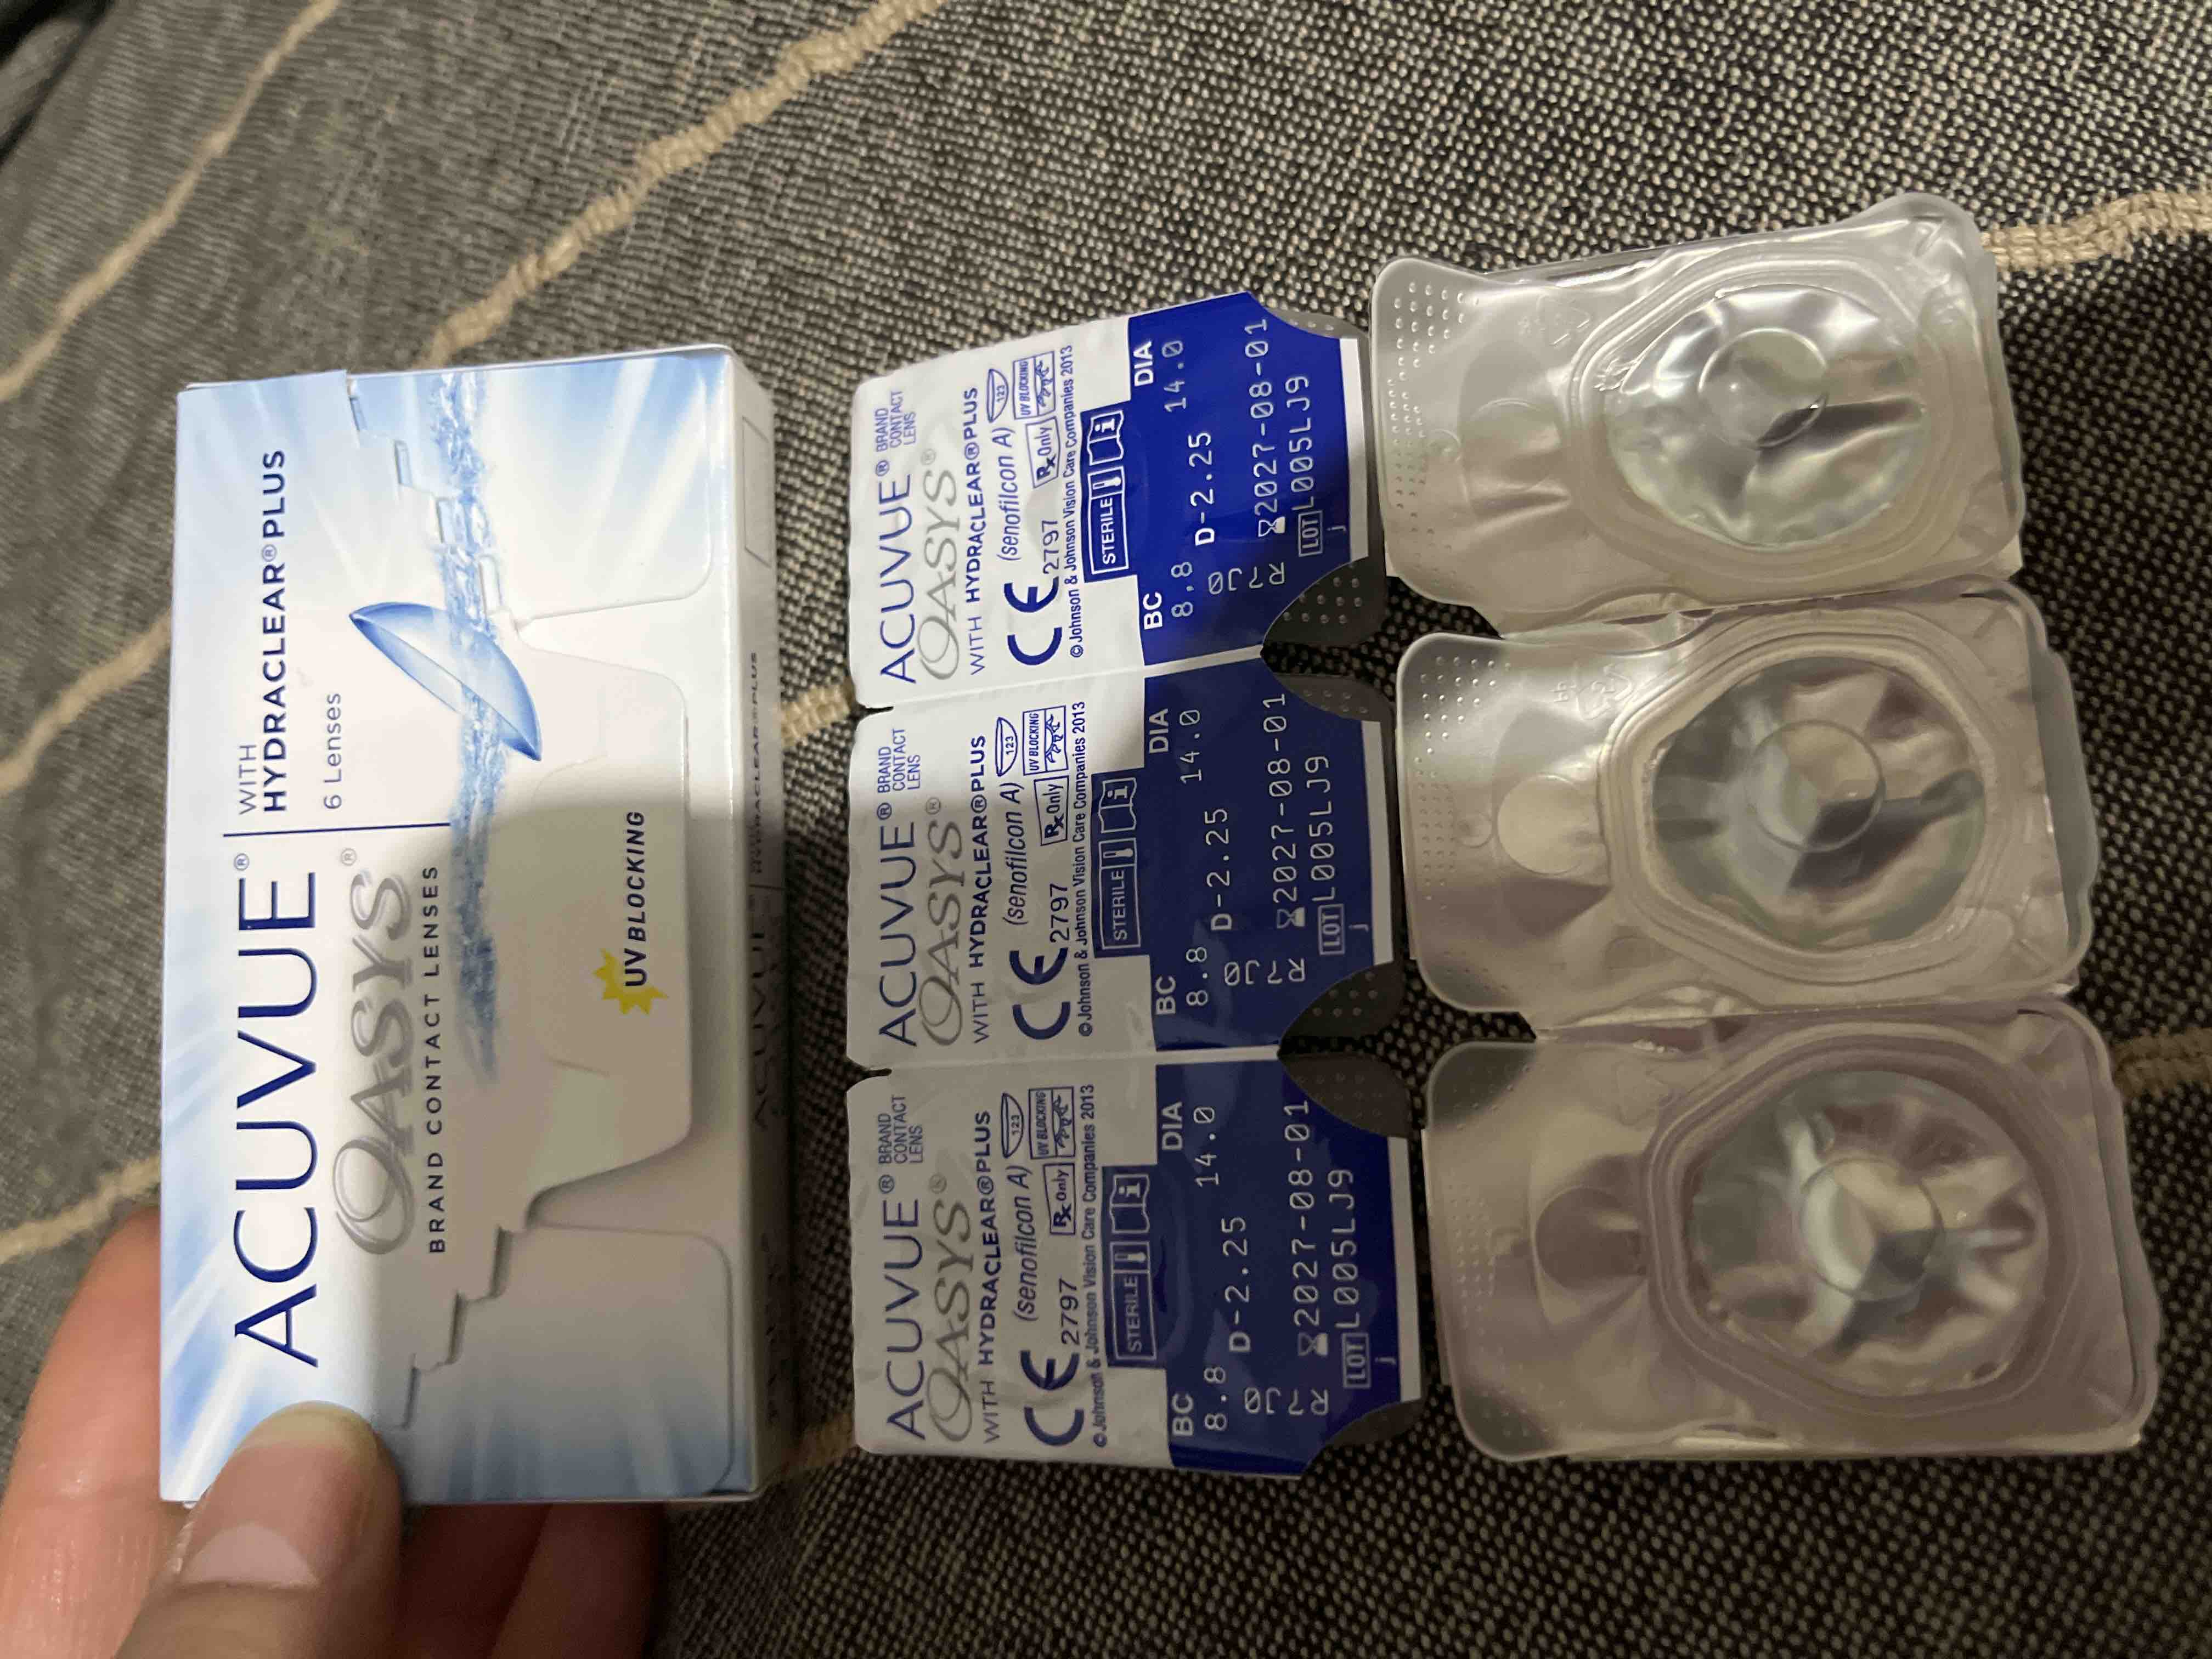 ACUVUE®
OASYS®
BRAND CONTACT LENSES
WITH
HYDRACLEAR®PLUS
6 Lenses
UV BLOCKING
ACUVUE® BRAND
CONTACT
LENS
OASYS®
WITH HYDRACLEAR®PLUS
(senofilcon A)
123
CE 2797
Rx Only
UV BLOCKING
© Johnson & Johnson Vision Care Companies 2013
STERILE
i
BC DIA
8.8 14.0
D-2.25
2027-08-01
LOT L005LJ9
j
ACUVUE® BRAND
CONTACT
LENS
OASYS®
WITH HYDRACLEAR®PLUS
(senofilcon A)
123
CE 2797
Rx Only
UV BLOCKING
© Johnson & Johnson Vision Care Companies 2013
STERILE
i
BC DIA
8.8 14.0
D-2.25
2027-08-01
LOT L005LJ9
j
ACUVUE® BRAND
CONTACT
LENS
OASYS®
WITH HYDRACLEAR®PLUS
(senofilcon A)
123
CE 2797
Rx Only
UV BLOCKING
© Johnson & Johnson Vision Care Companies 2013
STERILE
i
BC DIA
8.8 14.0
D-2.25
2027-08-01
LOT L005LJ9
j